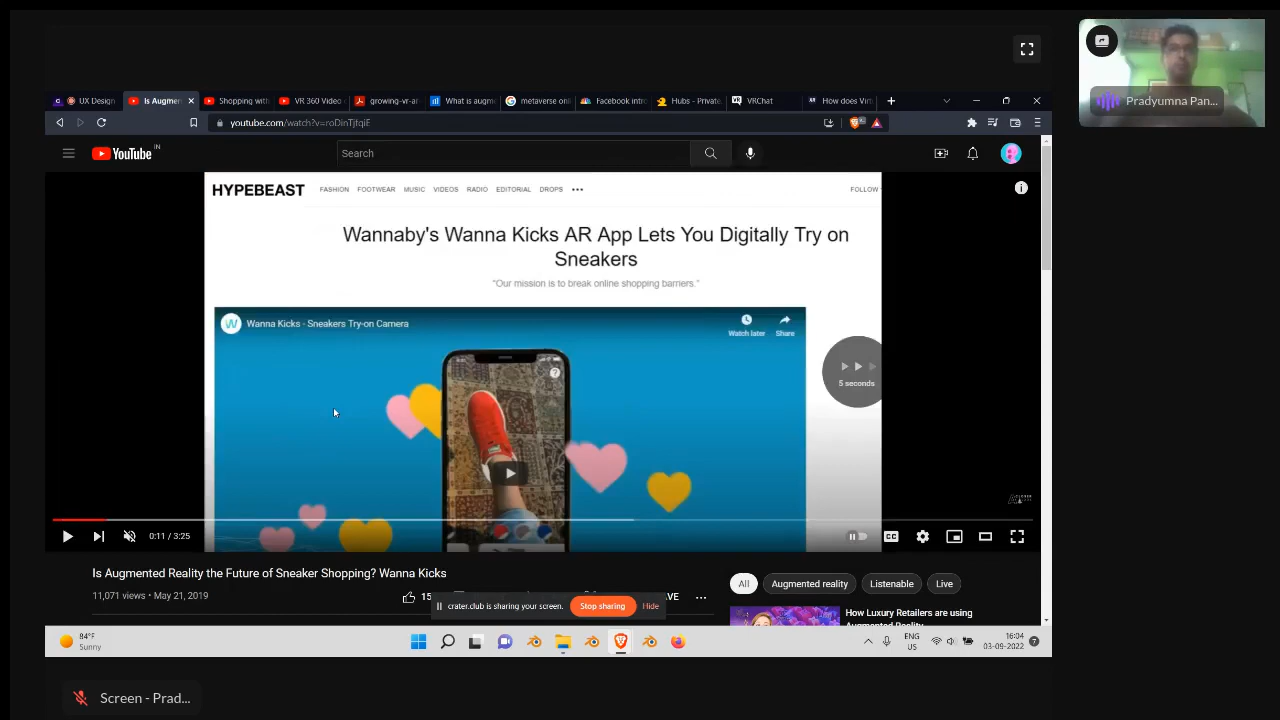 UX Design
Is Augmen
Shopping with
VR 360 Video
growing-vr-ar
What is augm
metaverse onl
Facebook intr
Hubs - Private
VRChat
How does Virt
youtube.com/watch?v=roDinTjfqiE
YouTube IN
Search
HYPEBEAST
FASHION FOOTWEAR MUSIC VIDEOS RADIO EDITORIAL DROPS •••
FOLLOW
Wannaby's Wanna Kicks AR App Lets You Digitally Try on
Sneakers
"Our mission is to break online shopping barriers."
Wanna Kicks - Sneakers Try-on Camera
Watch later
Share
5 seconds
0:11 / 3:25
CC
Is Augmented Reality the Future of Sneaker Shopping? Wanna Kicks
11,071 views • May 21, 2019
15
crater.club is sharing your screen.
Stop sharing
Hide
All
Augmented reality
Listenable
Live
How Luxury Retailers are using
Augmented Reality
84°F
Sunny
ENG
US
16:04
03-09-2022
7
Pradyumna Pan...
Screen - Prad...